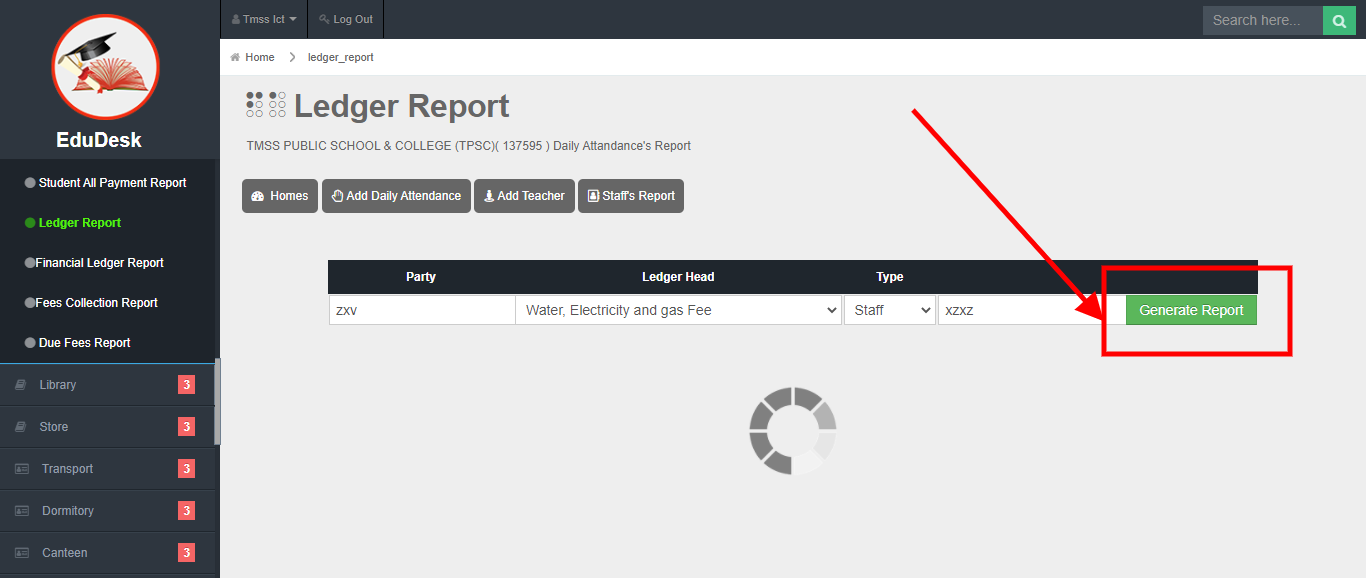 Tmss Ict
Log Out
Search here...
EduDesk
Home
ledger_report
Ledger Report
TMSS PUBLIC SCHOOL & COLLEGE (TPSC)( 137595 ) Daily Attandance's Report
Homes
Add Daily Attendance
Add Teacher
Staff's Report
Student All Payment Report
Ledger Report
Financial Ledger Report
Fees Collection Report
Due Fees Report
Library 3
Store 3
Transport 3
Dormitory 3
Canteen 3
Party Ledger Head Type
zxv Water, Electricity and gas Fee Staff xzxz Generate Report